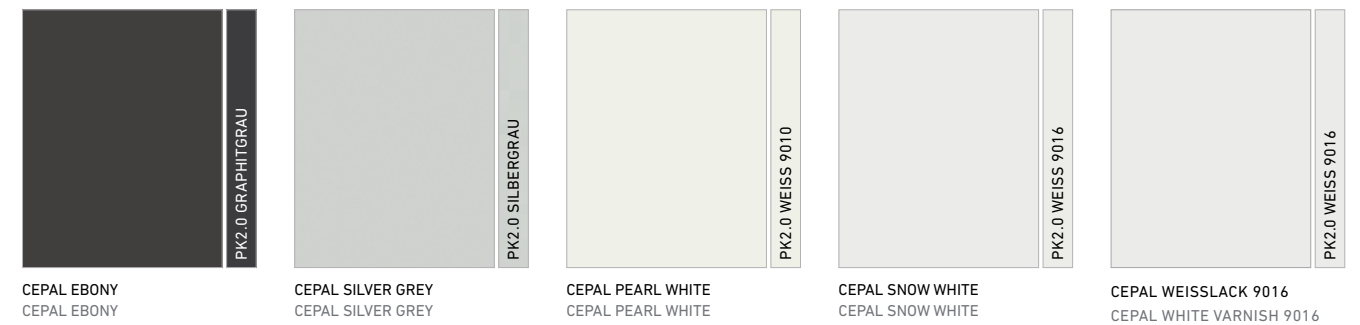 PK2.0 GRAPHITGRAU
CEPAL EBONY
CEPAL EBONY
PK2.0 SILBERGRAU
CEPAL SILVER GREY
CEPAL SILVER GREY
PK2.0 WEISS 9010
CEPAL PEARL WHITE
CEPAL PEARL WHITE
PK2.0 WEISS 9016
CEPAL SNOW WHITE
CEPAL SNOW WHITE
PK2.0 WEISS 9016
CEPAL WEISSLACK 9016
CEPAL WHITE VARNISH 9016